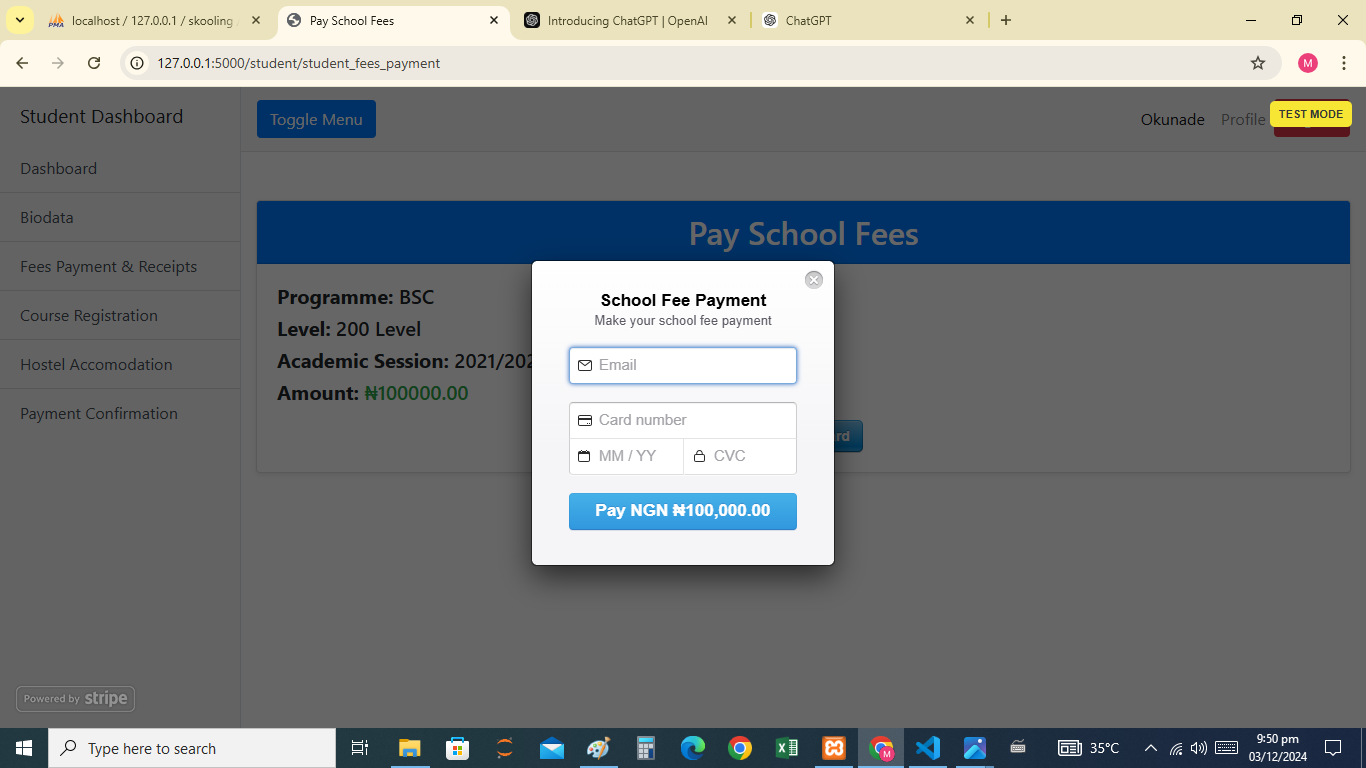 localhost / 127.0.0.1 / skooling
Pay School Fees
Introducing ChatGPT | OpenAI
ChatGPT
127.0.0.1:5000/student/student_fees_payment
M
Student Dashboard
Toggle Menu
Okunade
Profile
TEST MODE
Dashboard
Biodata
Fees Payment & Receipts
Course Registration
Hostel Accomodation
Payment Confirmation
Pay School Fees
Programme: BSC
Level: 200 Level
Academic Session: 2021/202
Amount: ₦100000.00
School Fee Payment
Make your school fee payment
Email
Card number
MM / YY
CVC
Pay NGN ₦100,000.00
rd
Powered by stripe
Type here to search
35°C
9:50 pm
03/12/2024